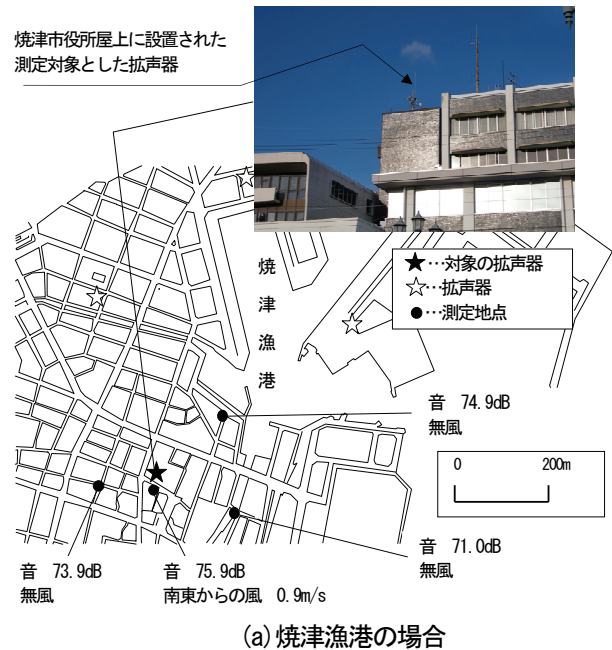 焼津市役所屋上に設置された
測定対象とした拡声器
焼
津
漁
港
★…対象の拡声器
☆…拡声器
●…測定地点
音 74.9dB
無風
0 200m
音 71.0dB
無風
音 73.9dB
無風
音 75.9dB
南東からの風 0.9m/s
(a)焼津漁港の場合